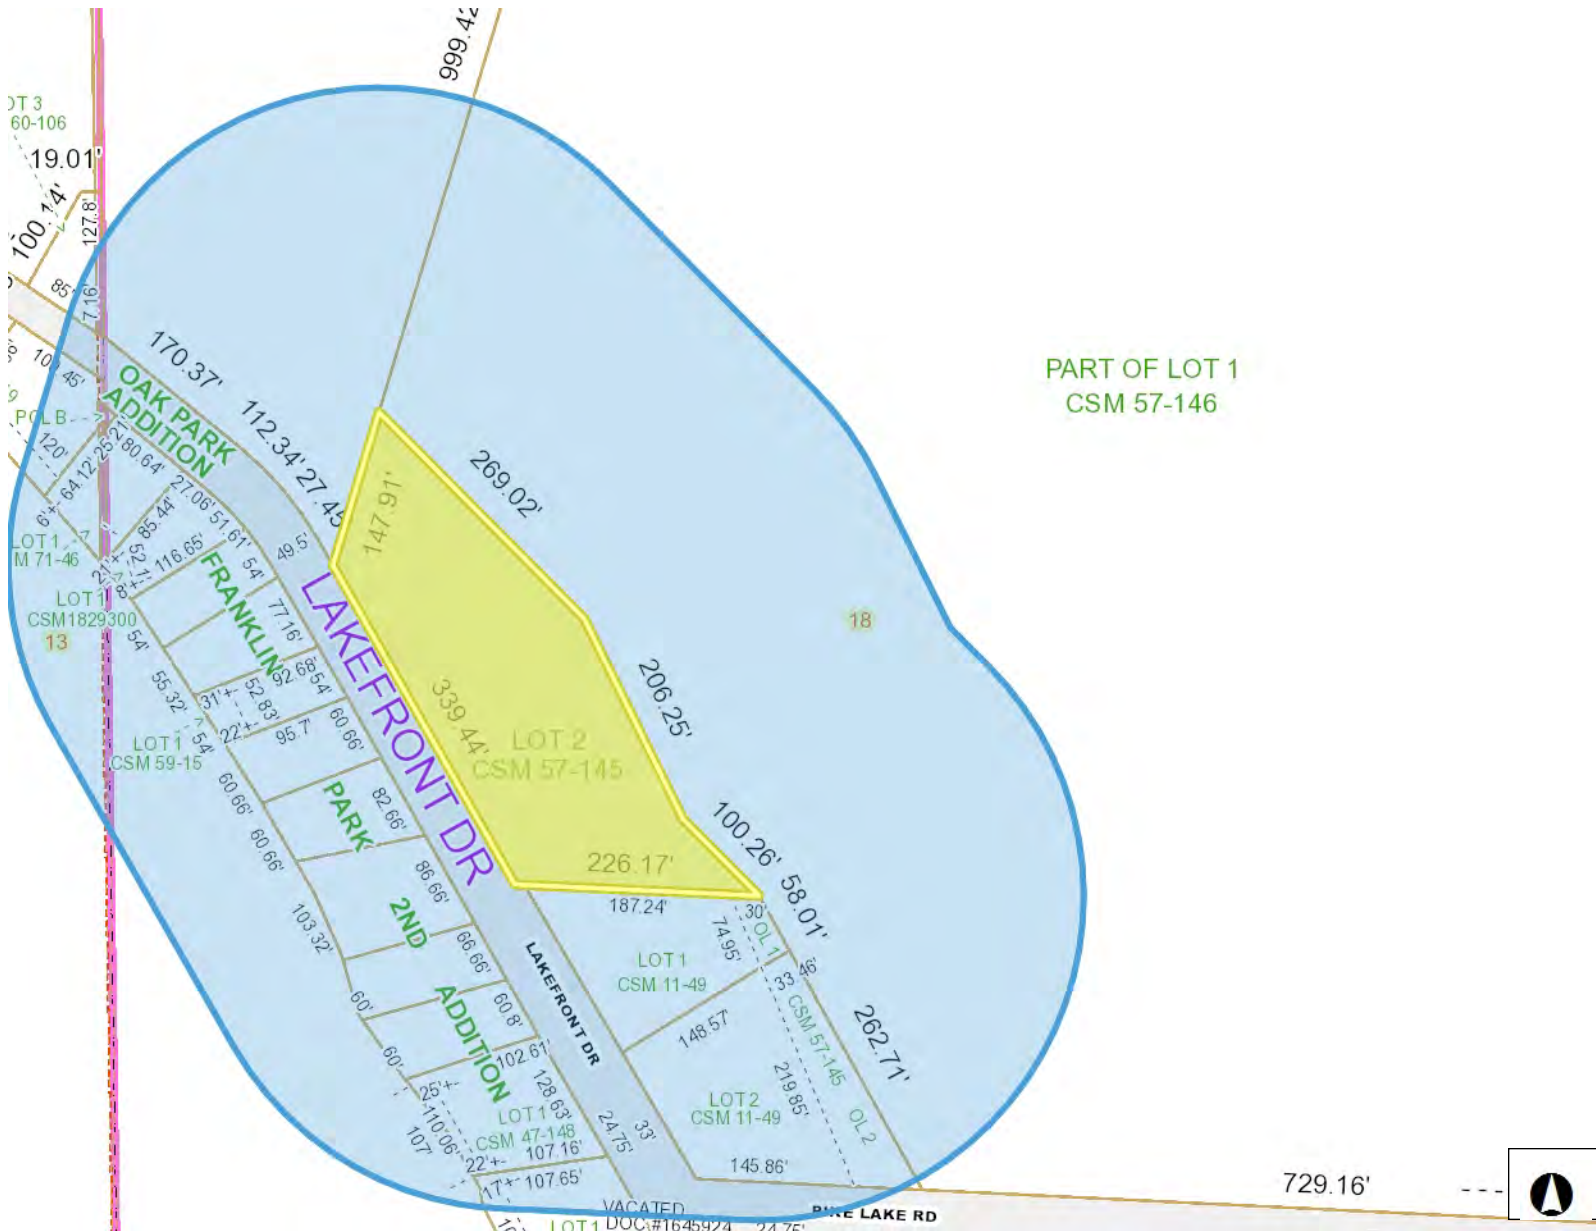 999.42
OT 3
60-106
19.01'
100.14'
127.8'
85'
7.16'
170.37'
OAK PARK
ADDITION
112.34'
27.45
45'
PCL B
120'
64.12'
80.64'
27.06'
51.61'
85.44'
52.1'
116.65'
54'
49.5'
6'+-
LOT 1
M 71-46
LOT 1
CSM1829300
13
147.91'
269.02'
PART OF LOT 1
CSM 57-146
18
FRANKLIN
77.16'
54'
92.68'
54'
31'+-
52.83'
95.7'
22'+-
55.32'
54'
LOT 1
CSM 59-15
60.66'
LAKEFRONT DR
339.44'
LOT 2
CSM 57-145
206.25'
60.66'
PARK
82.66'
60.66'
86.66'
100.26'
226.17'
187.24'
30'
58.01'
2ND
103.32'
66.66'
74.95'
OL 1
LOT 1
CSM 11-49
33.46'
LAKEFRONT DR
60.8'
60'
ADDITION
148.57'
CSM 57-145
262.71'
102.61'
60'
25'+-
128.63'
219.85'
LOT 2
CSM 11-49
OL 2
110.06'
107'
LOT 1
CSM 47-148
24.75'
33'
22'+-
107.16'
145.86'
17'+-
107.65'
729.16'
VACATED
DOC#1645924
24.75'
LOT 1
PIKE LAKE RD